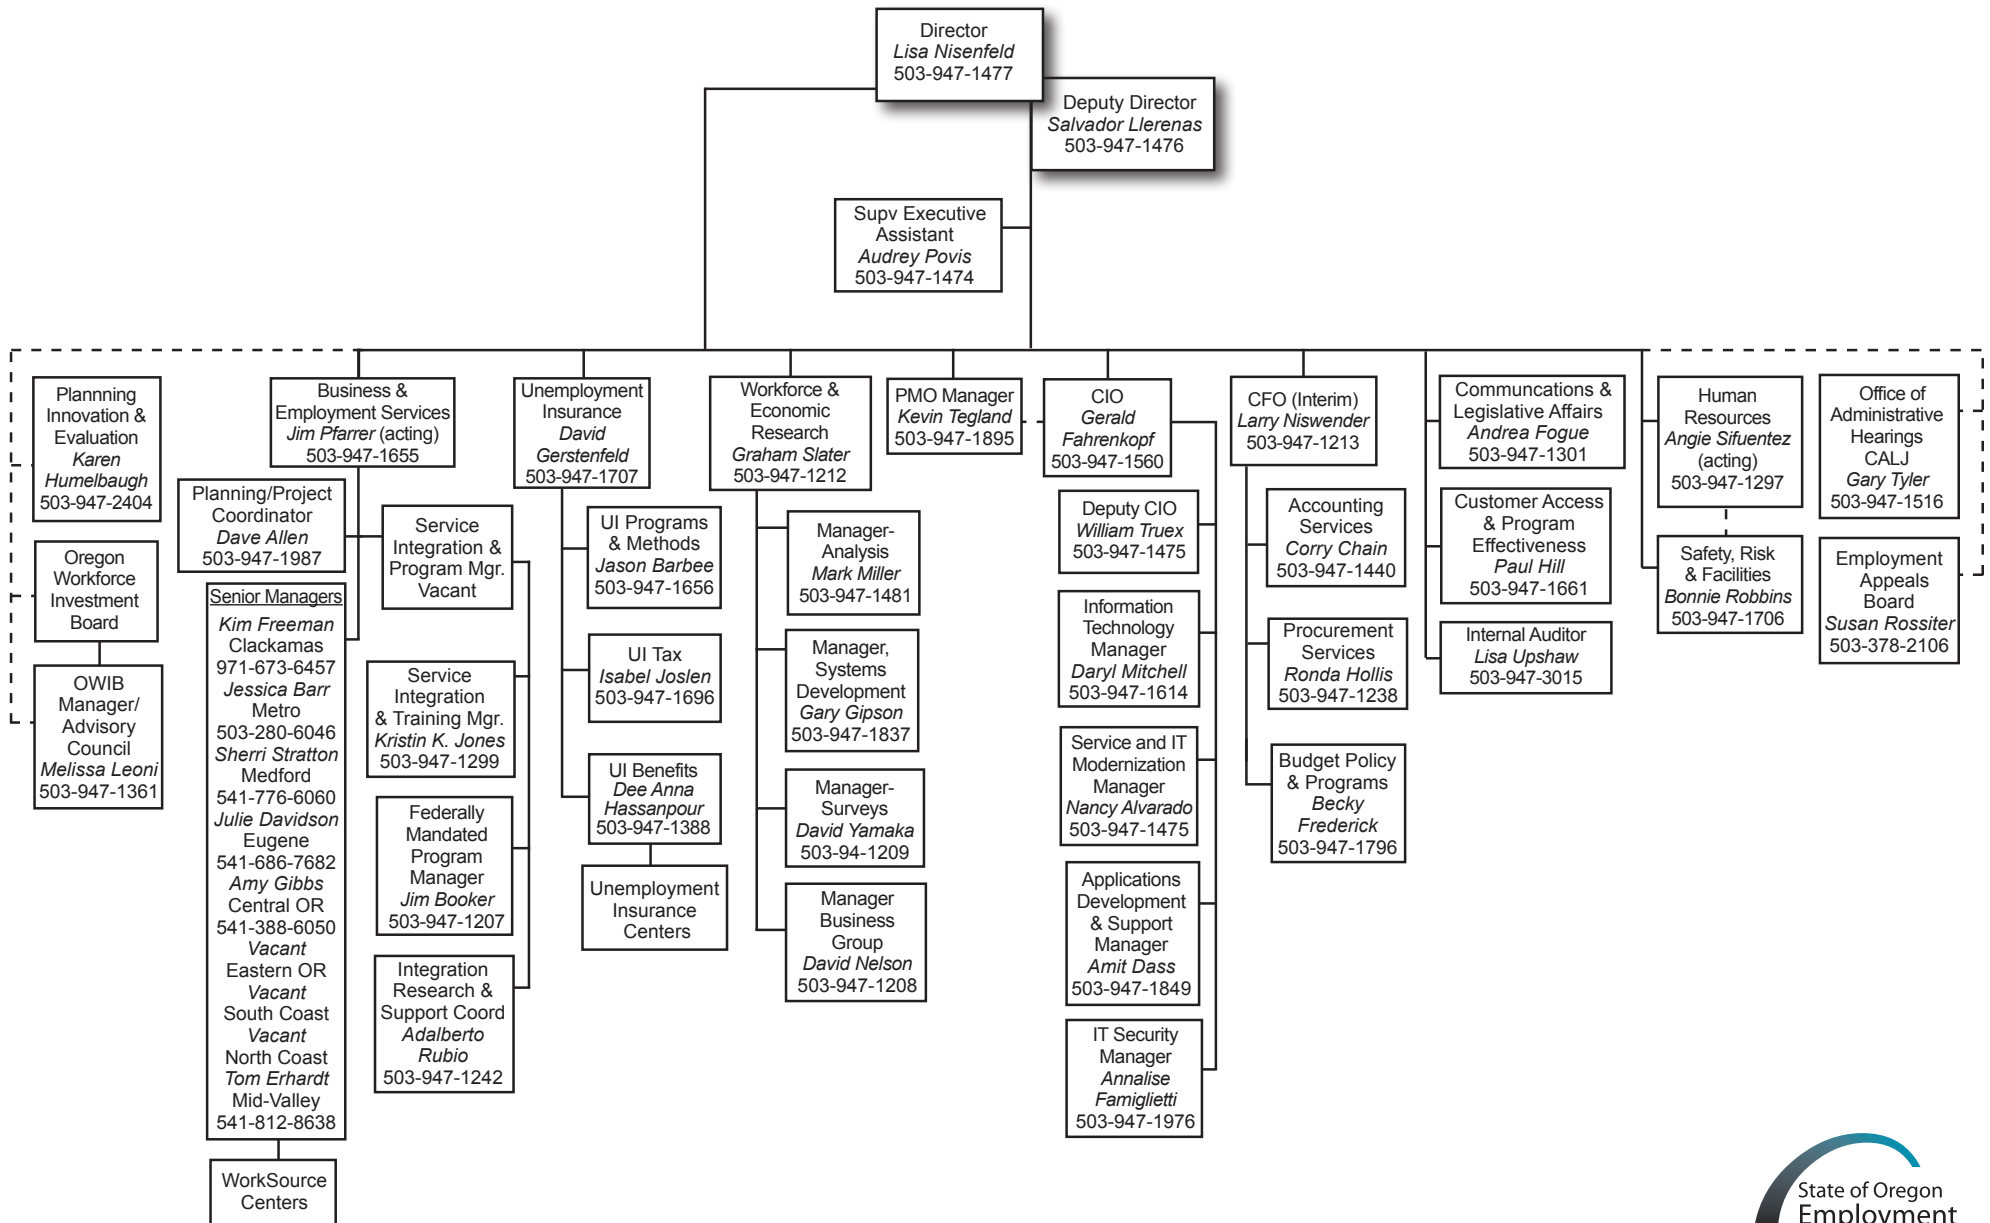 Director
Lisa Nisenfeld
503-947-1477
Deputy Director
Salvador Llerenas
503-947-1476
Supv Executive
Assistant
Audrey Povis
503-947-1474
Plannning
Innovation &
Evaluation
Karen
Humelbaugh
503-947-2404
Oregon
Workforce
Investment
Board
OWIB
Manager/
Advisory
Council
Melissa Leoni
503-947-1361
Business &
Employment Services
Jim Pfarrer (acting)
503-947-1655
Planning/Project
Coordinator
Dave Allen
503-947-1987
Senior Managers
Kim Freeman
Clackamas
971-673-6457
Jessica Barr
Metro
503-280-6046
Sherri Stratton
Medford
541-776-6060
Julie Davidson
Eugene
541-686-7682
Amy Gibbs
Central OR
541-388-6050
Vacant
Eastern OR
Vacant
South Coast
Vacant
North Coast
Tom Erhardt
Mid-Valley
541-812-8638
WorkSource
Centers
Service
Integration &
Program Mgr.
Vacant
Service
Integration
& Training Mgr.
Kristin K. Jones
503-947-1299
Federally
Mandated
Program
Manager
Jim Booker
503-947-1207
Integration
Research &
Support Coord
Adalberto
Rubio
503-947-1242
Unemployment
Insurance
David
Gerstenfeld
503-947-1707
UI Programs
& Methods
Jason Barbee
503-947-1656
UI Tax
Isabel Joslen
503-947-1696
UI Benefits
Dee Anna
Hassanpour
503-947-1388
Unemployment
Insurance
Centers
Workforce &
Economic
Research
Graham Slater
503-947-1212
Manager-
Analysis
Mark Miller
503-947-1481
Manager,
Systems
Development
Gary Gipson
503-947-1837
Manager-
Surveys
David Yamaka
503-94-1209
Manager
Business
Group
David Nelson
503-947-1208
PMO Manager
Kevin Tegland
503-947-1895
CIO
Gerald
Fahrenkopf
503-947-1560
Deputy CIO
William Truex
503-947-1475
Information
Technology
Manager
Daryl Mitchell
503-947-1614
Service and IT
Modernization
Manager
Nancy Alvarado
503-947-1475
Applications
Development
& Support
Manager
Amit Dass
503-947-1849
IT Security
Manager
Annalise
Famiglietti
503-947-1976
CFO (Interim)
Larry Niswender
503-947-1213
Accounting
Services
Corry Chain
503-947-1440
Procurement
Services
Ronda Hollis
503-947-1238
Budget Policy
& Programs
Becky
Frederick
503-947-1796
Communcations &
Legislative Affairs
Andrea Fogue
503-947-1301
Customer Access
& Program
Effectiveness
Paul Hill
503-947-1661
Internal Auditor
Lisa Upshaw
503-947-3015
Human
Resources
Angie Sifuentez
(acting)
503-947-1297
Safety, Risk
& Facilities
Bonnie Robbins
503-947-1706
Office of
Administrative
Hearings
CALJ
Gary Tyler
503-947-1516
Employment
Appeals
Board
Susan Rossiter
503-378-2106
State of Oregon
Employment